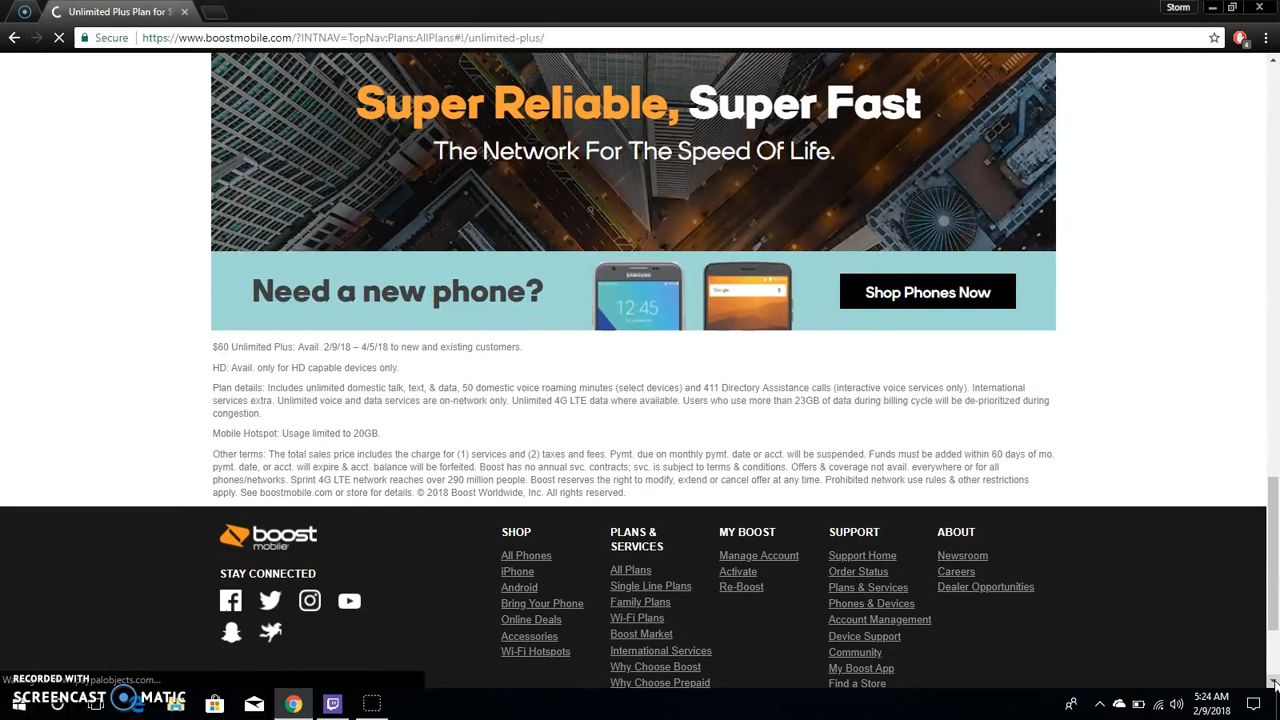 Unlimited Plus Plan for $
Storm
Secure
https://www.boostmobile.com/?INTNAV=TopNav:Plans:AllPlans#!/unlimited-plus/
4
Super Reliable, Super Fast
The Network For The Speed Of Life.
Need a new phone?
SAMSUNG
12:45
Google
Shop Phones Now
$60 Unlimited Plus: Avail. 2/9/18 – 4/5/18 to new and existing customers.
HD: Avail. only for HD capable devices only.
Plan details: Includes unlimited domestic talk, text, & data, 50 domestic voice roaming minutes (select devices) and 411 Directory Assistance calls (interactive voice services only). International
services extra. Unlimited voice and data services are on-network only. Unlimited 4G LTE data where available. Users who use more than 23GB of data during billing cycle will be de-prioritized during
congestion.
Mobile Hotspot: Usage limited to 20GB.
Other terms: The total sales price includes the charge for (1) services and (2) taxes and fees. Pymt. due on monthly pymt. date or acct. will be suspended. Funds must be added within 60 days of mo.
pymt. date, or acct. will expire & acct. balance will be forfeited. Boost has no annual svc. contracts; svc. is subject to terms & conditions. Offers & coverage not avail. everywhere or for all
phones/networks. Sprint 4G LTE network reaches over 290 million people. Boost reserves the right to modify, extend or cancel offer at any time. Prohibited network use rules & other restrictions
apply. See boostmobile.com or store for details. © 2018 Boost Worldwide, Inc. All rights reserved.
boost
mobile
STAY CONNECTED
SHOP
All Phones
iPhone
Android
Bring Your Phone
Online Deals
Accessories
Wi-Fi Hotspots
PLANS &
SERVICES
All Plans
Single Line Plans
Family Plans
Wi-Fi Plans
Boost Market
International Services
Why Choose Boost
Why Choose Prepaid
MY BOOST
Manage Account
Activate
Re-Boost
SUPPORT
Support Home
Order Status
Plans & Services
Phones & Devices
Account Management
Device Support
Community
My Boost App
Find a Store
ABOUT
Newsroom
Careers
Dealer Opportunities
RECORDED WITH
SCREENCAST MATIC
palobjects.com...
5:24 AM
2/9/2018